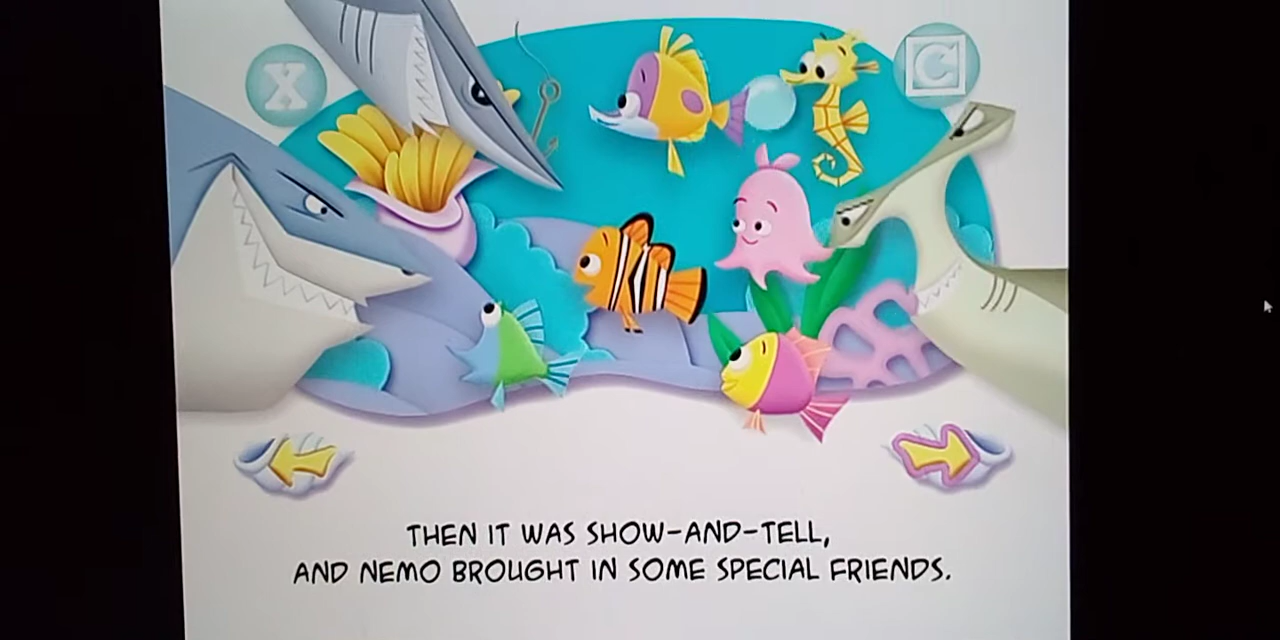 X
C
THEN IT WAS SHOW-AND-TELL,
AND NEMO BROUGHT IN SOME SPECIAL FRIENDS.